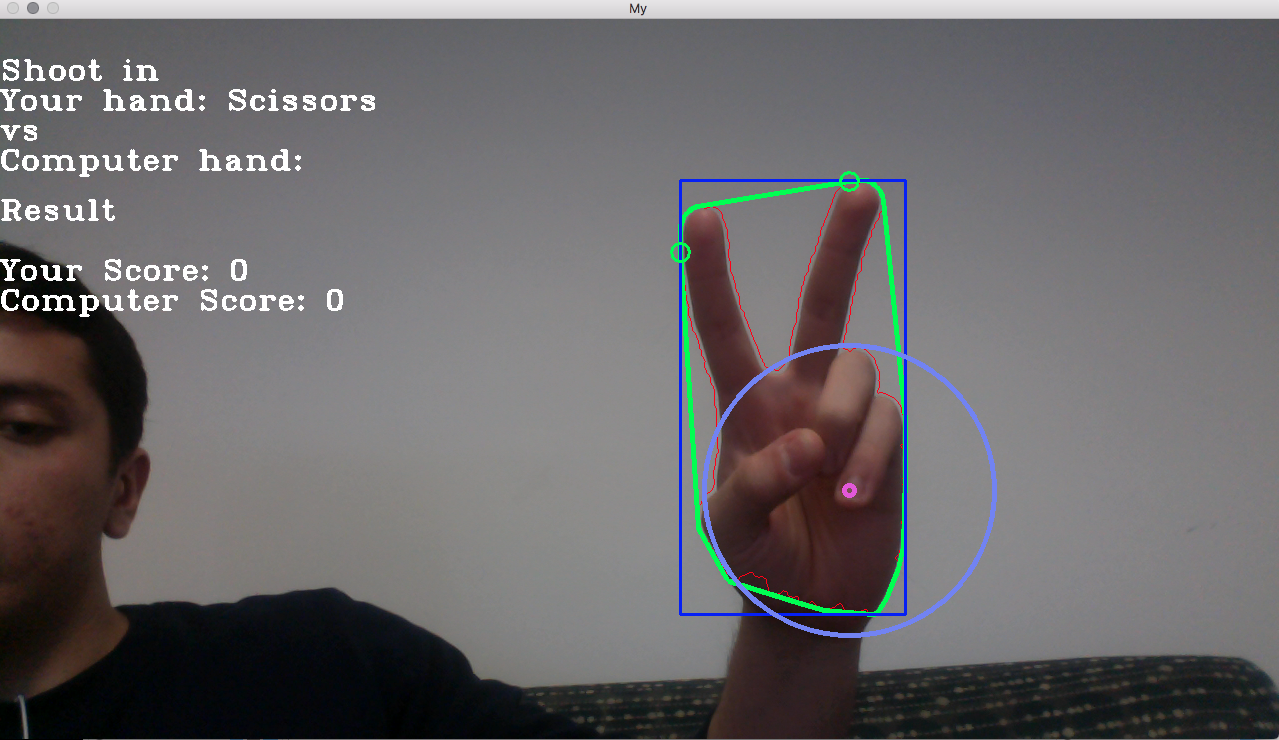 My
Shoot in
Your hand: Scissors
vs
Computer hand:
Result
Your Score: 0
Computer Score: 0